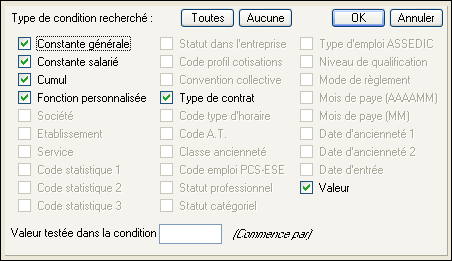 Type de condition recherché : Toutes Aucune OK Annuler
Constante générale Statut dans l'entreprise Type d'emploi ASSEDIC
Constante salarié Code profil cotisations Niveau de qualification
Cumul Convention collective Mode de règlement
Fonction personnalisée Type de contrat Mois de paye (AAAAMM)
Société Code type d'horaire Mois de paye (MM)
Etablissement Code A.T. Date d'ancienneté 1
Service Classe ancienneté Date d'ancienneté 2
Code statistique 1 Code emploi PCS-ESE Date d'entrée
Code statistique 2 Statut professionnel Valeur
Code statistique 3 Statut catégoriel
Valeur testée dans la condition (Commence par)